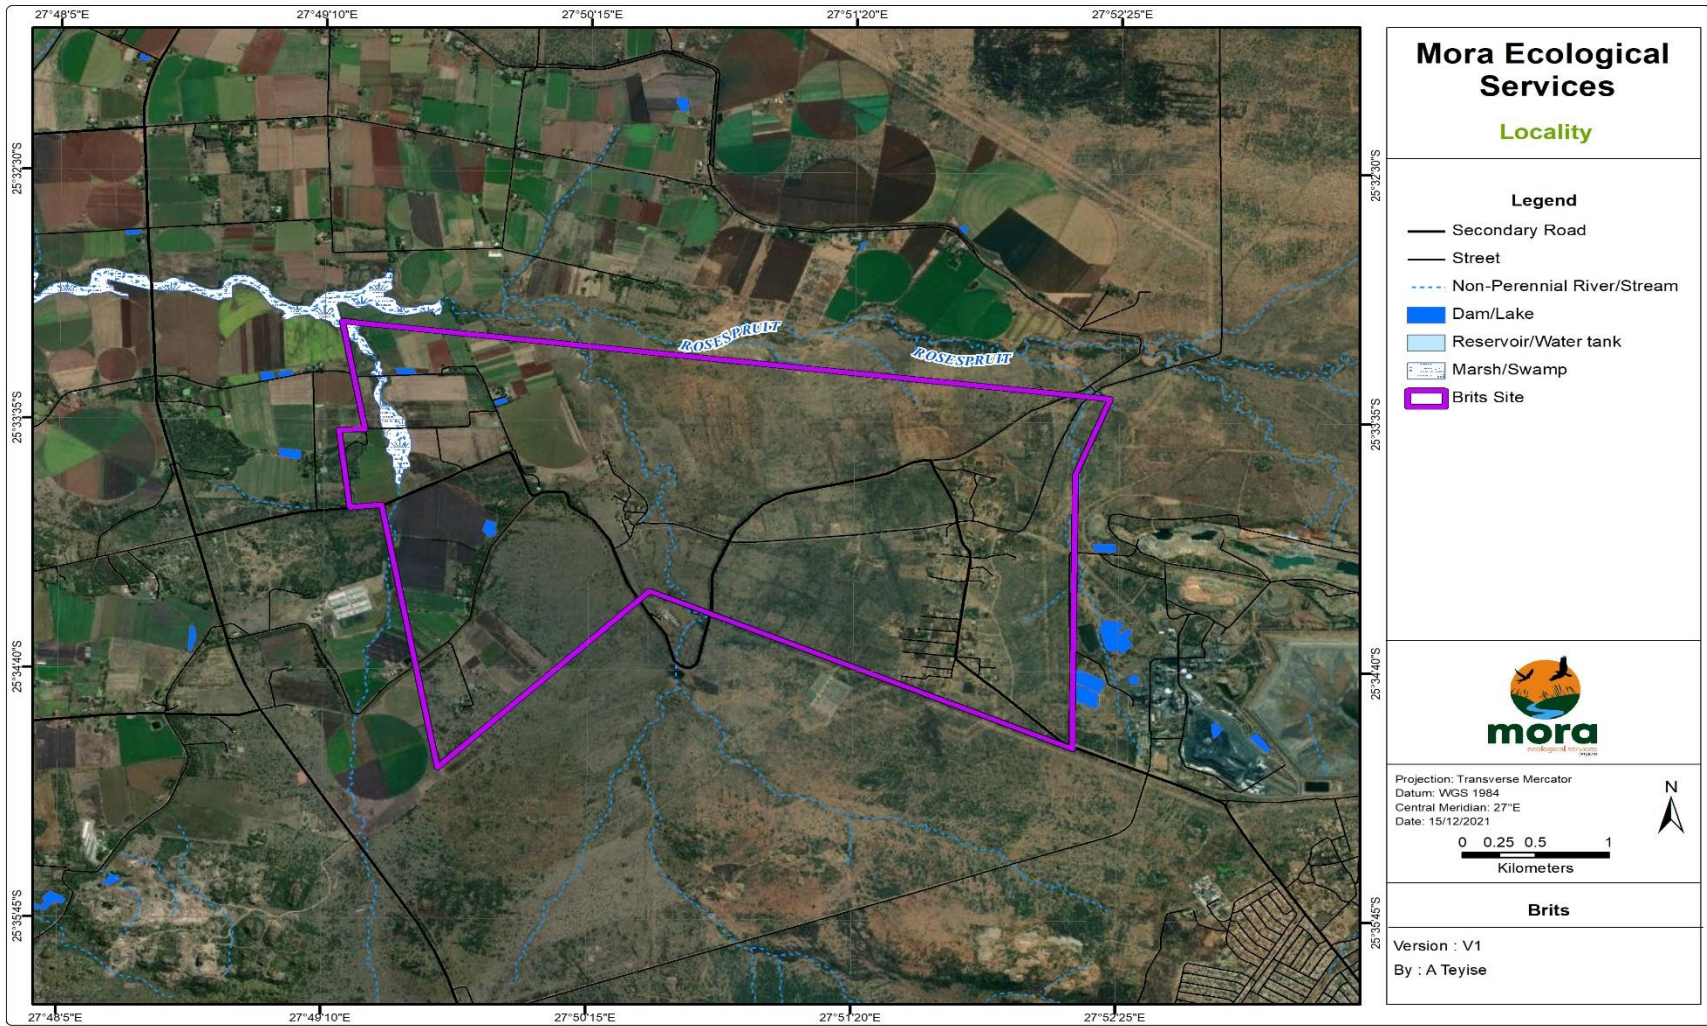 27°48'5"E 27°49'10"E 27°50'15"E 27°51'20"E 27°52'25"E
Mora Ecological
Services
Locality
25°32'30"S 25°32'30"S
Legend
Secondary Road
Street
Non-Perennial River/Stream
Dam/Lake
Reservoir/Water tank
Marsh/Swamp
Brits Site
ROSESPRUIT
ROSESPRUIT
25°33'35"S 25°33'35"S
25°34'40"S 25°34'40"S
mora
ecological services
Projection: Transverse Mercator
Datum: WGS 1984
Central Meridian: 27°E
Date: 15/12/2021
N
0 0.25 0.5 1
Kilometers
25°35'45"S 25°35'45"S
Brits
Version : V1
By : A Teyise
27°48'5"E 27°49'10"E 27°50'15"E 27°51'20"E 27°52'25"E